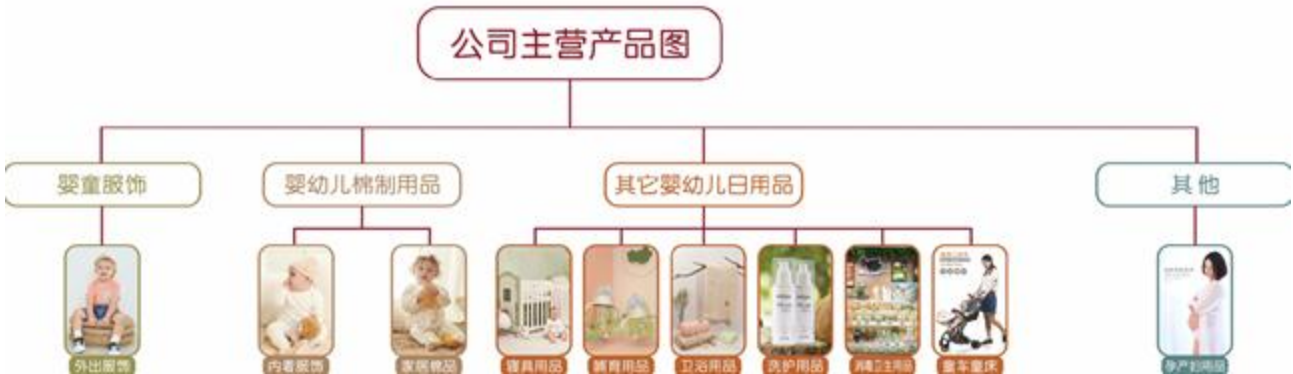 公司主营产品图
婴童服饰
婴幼儿棉制用品
其它婴幼儿日用品
其他
外出服饰
内着服饰
家居棉品
寝具用品
哺育用品
卫浴用品
洗护用品
消毒卫生用品
童车童床
孕产妇用品